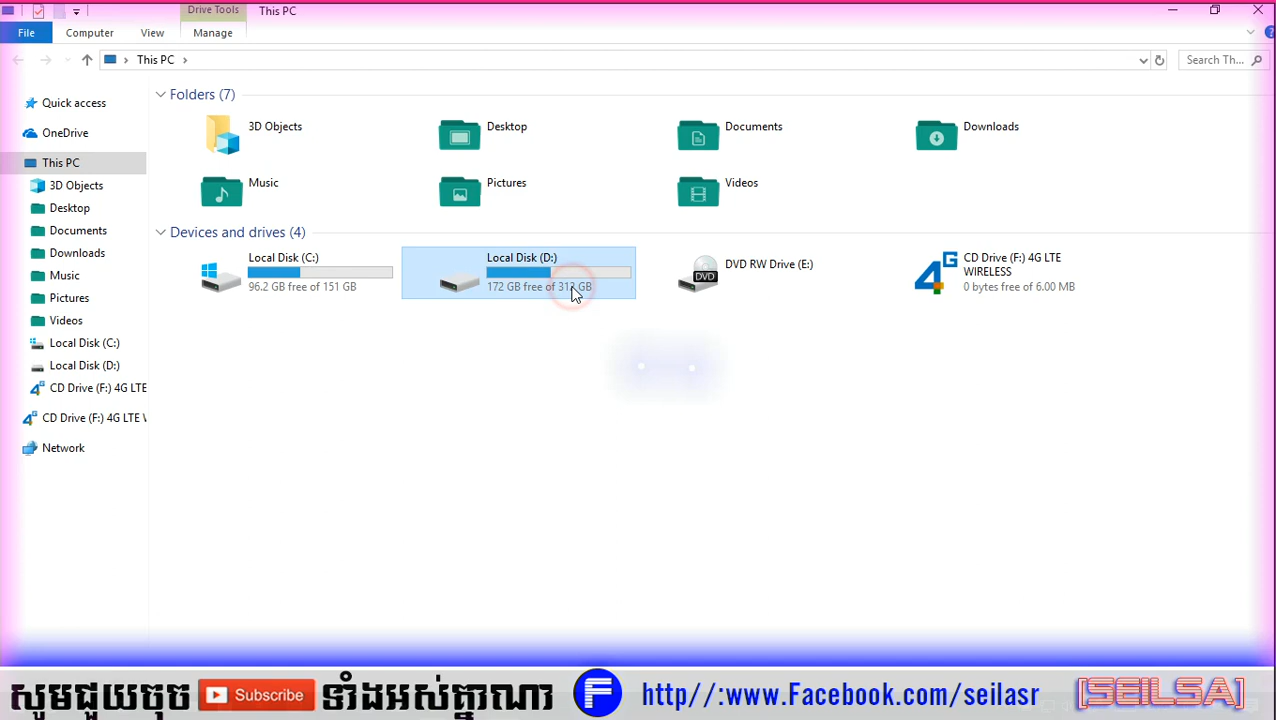 Drive Tools
This PC
File
Computer
View
Manage
This PC
Search Th...
Quick access
OneDrive
This PC
3D Objects
Desktop
Documents
Downloads
Music
Pictures
Videos
Local Disk (C:)
Local Disk (D:)
CD Drive (F:) 4G LTE
CD Drive (F:) 4G LTE W
Network
Folders (7)
3D Objects
Desktop
Documents
Downloads
Music
Pictures
Videos
Devices and drives (4)
Local Disk (C:)
96.2 GB free of 151 GB
Local Disk (D:)
172 GB free of 312 GB
DVD
DVD RW Drive (E:)
4G
CD Drive (F:) 4G LTE
WIRELESS
0 bytes free of 6.00 MB
សូមជួយចុច Subscribe ទាំងអស់គ្នាណា http//:www.Facebook.com/seilasr [SEILSA]